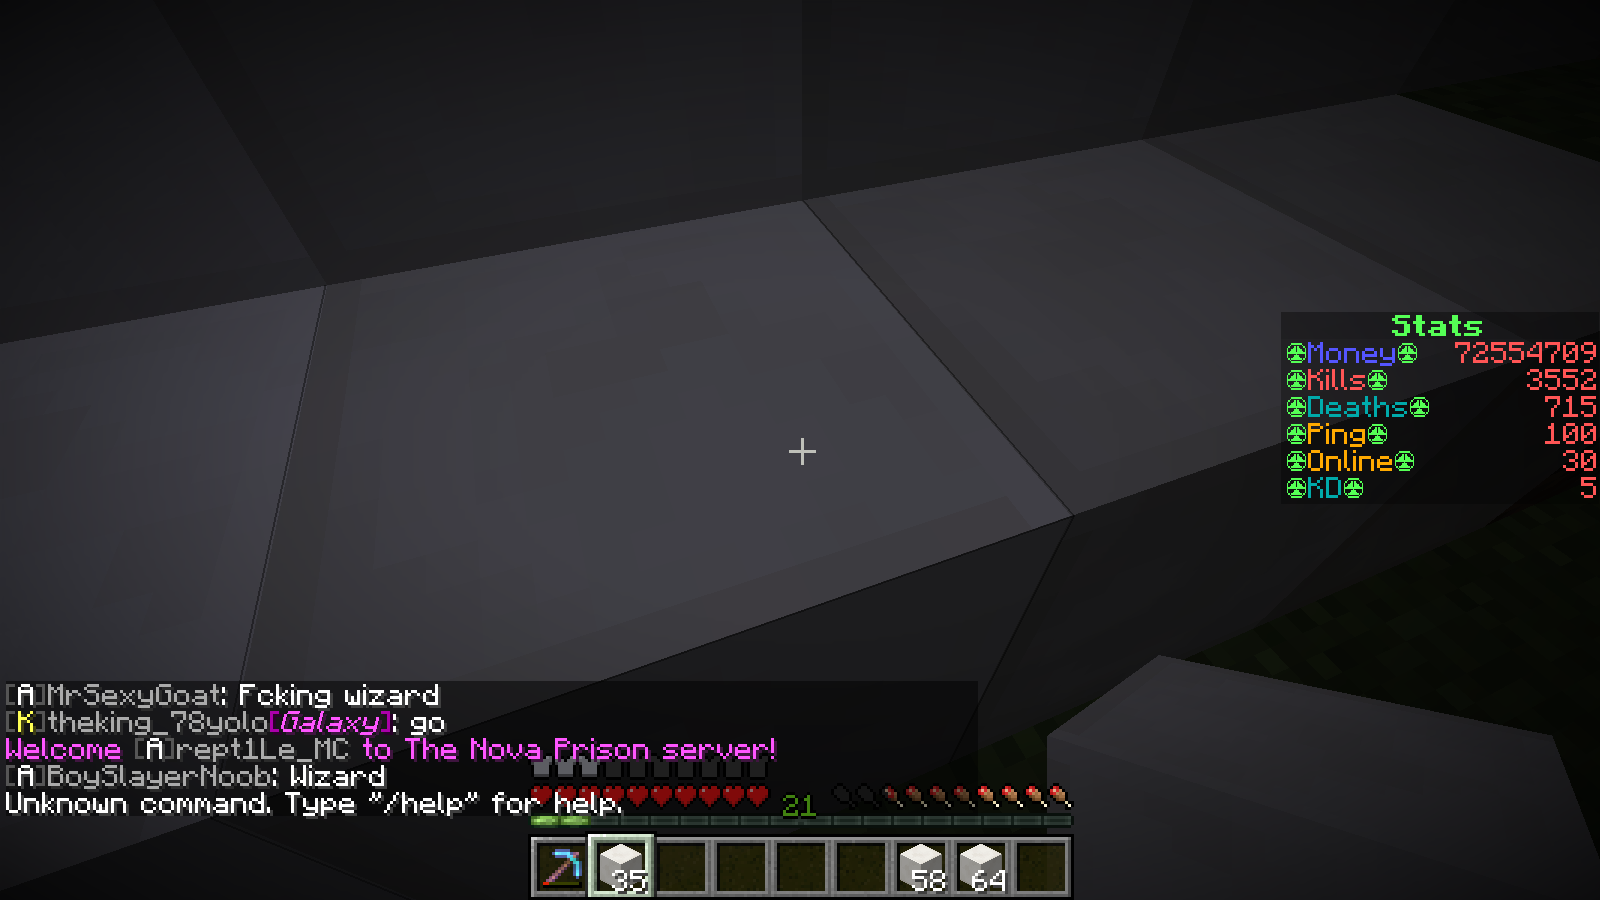 Stats
Money 72554709
Kills 3552
Deaths 715
Ping 100
Online 30
KD 5
[A]MrSexyGoat: Fcking wizard
[K]theking_78yolo[Galaxy]: go
Welcome [A]rept1Le_MC to The Nova Prison server!
[A]BoySlayerNoob: Wizard
Unknown command. Type "/help" for help.
21
35 58 64